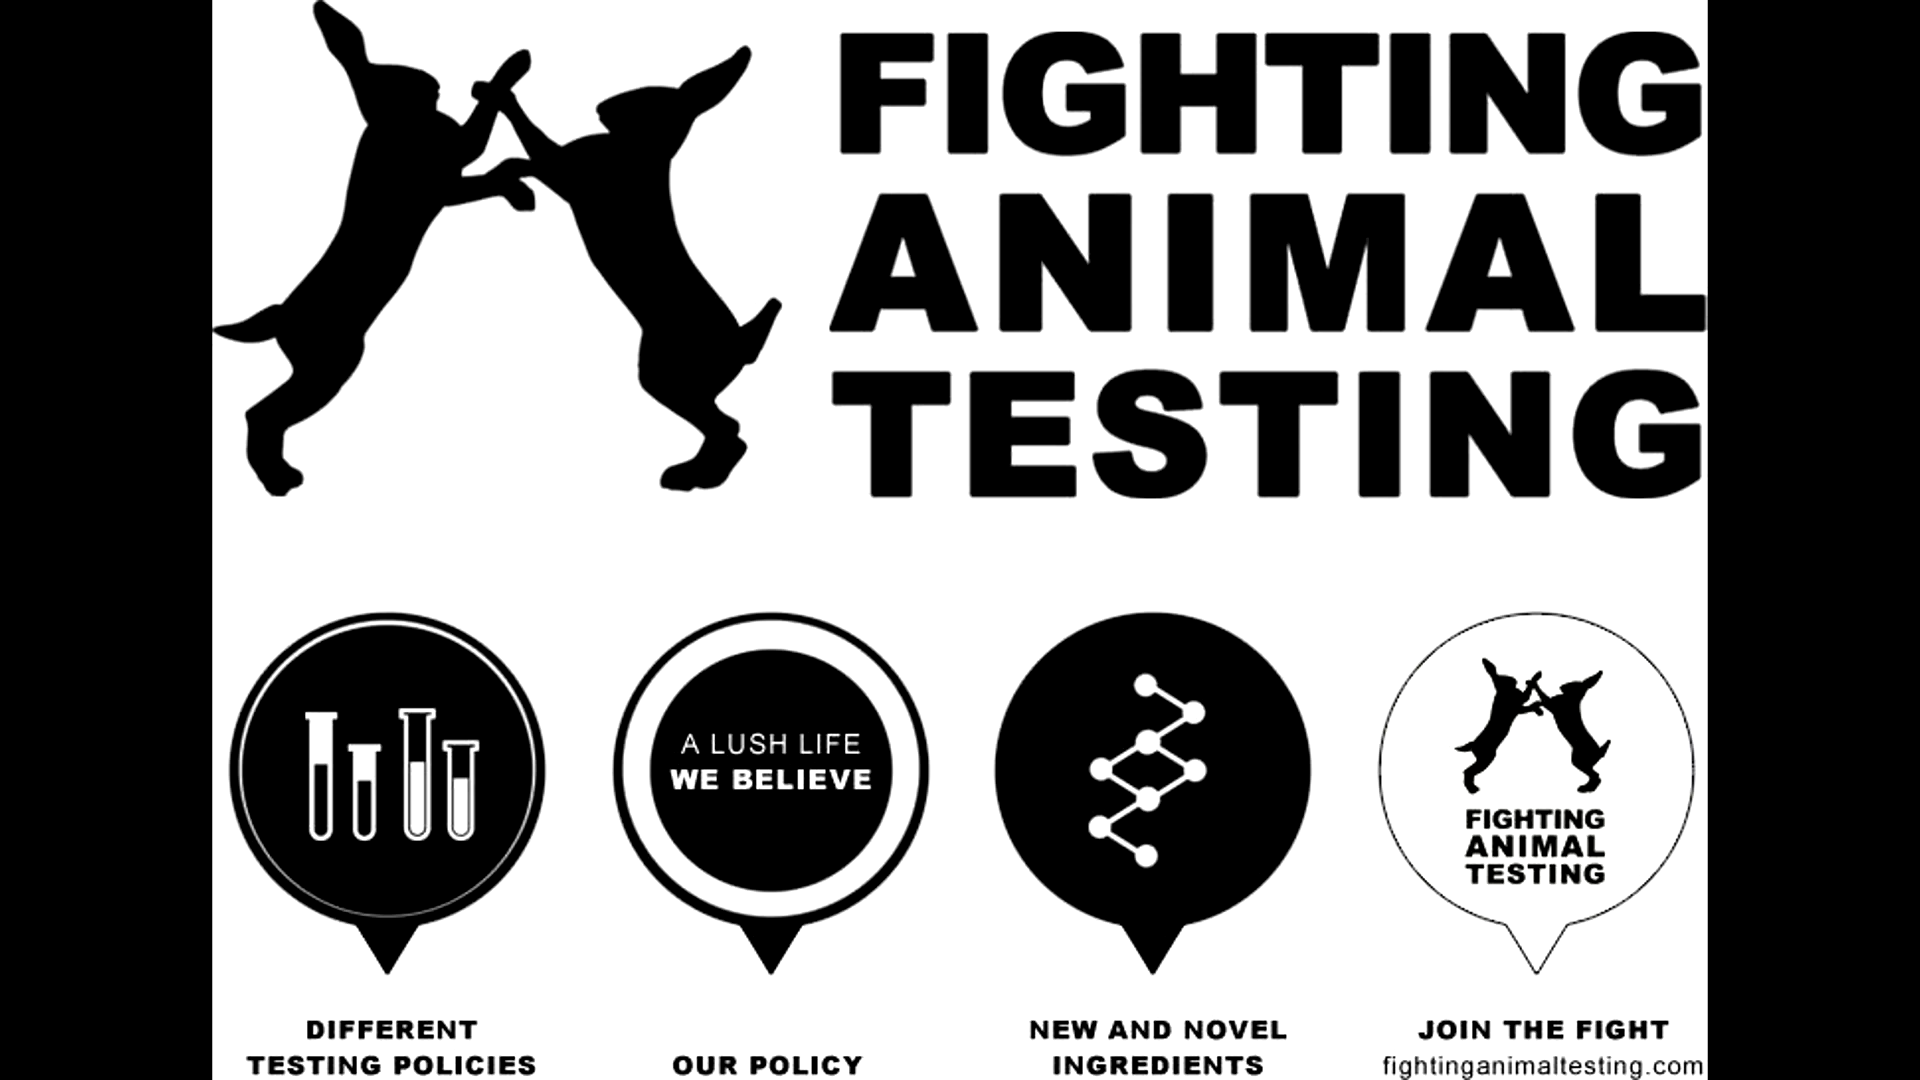 FIGHTING
ANIMAL
TESTING
A LUSH LIFE
WE BELIEVE
FIGHTING
ANIMAL
TESTING
DIFFERENT
TESTING POLICIES
OUR POLICY
NEW AND NOVEL
INGREDIENTS
JOIN THE FIGHT
fightinganimaltesting.com